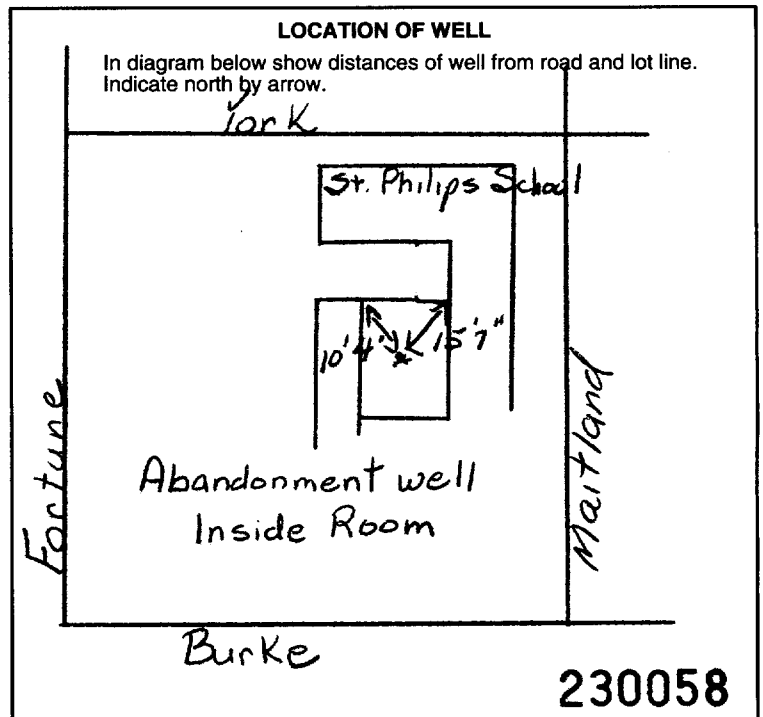 LOCATION OF WELL
In diagram below show distances of well from road and lot line.
Indicate north by arrow.
York
St. Philips School
10'4"
15'7"
Fortune
Maitland
Abandonment well
Inside Room
Burke
230058